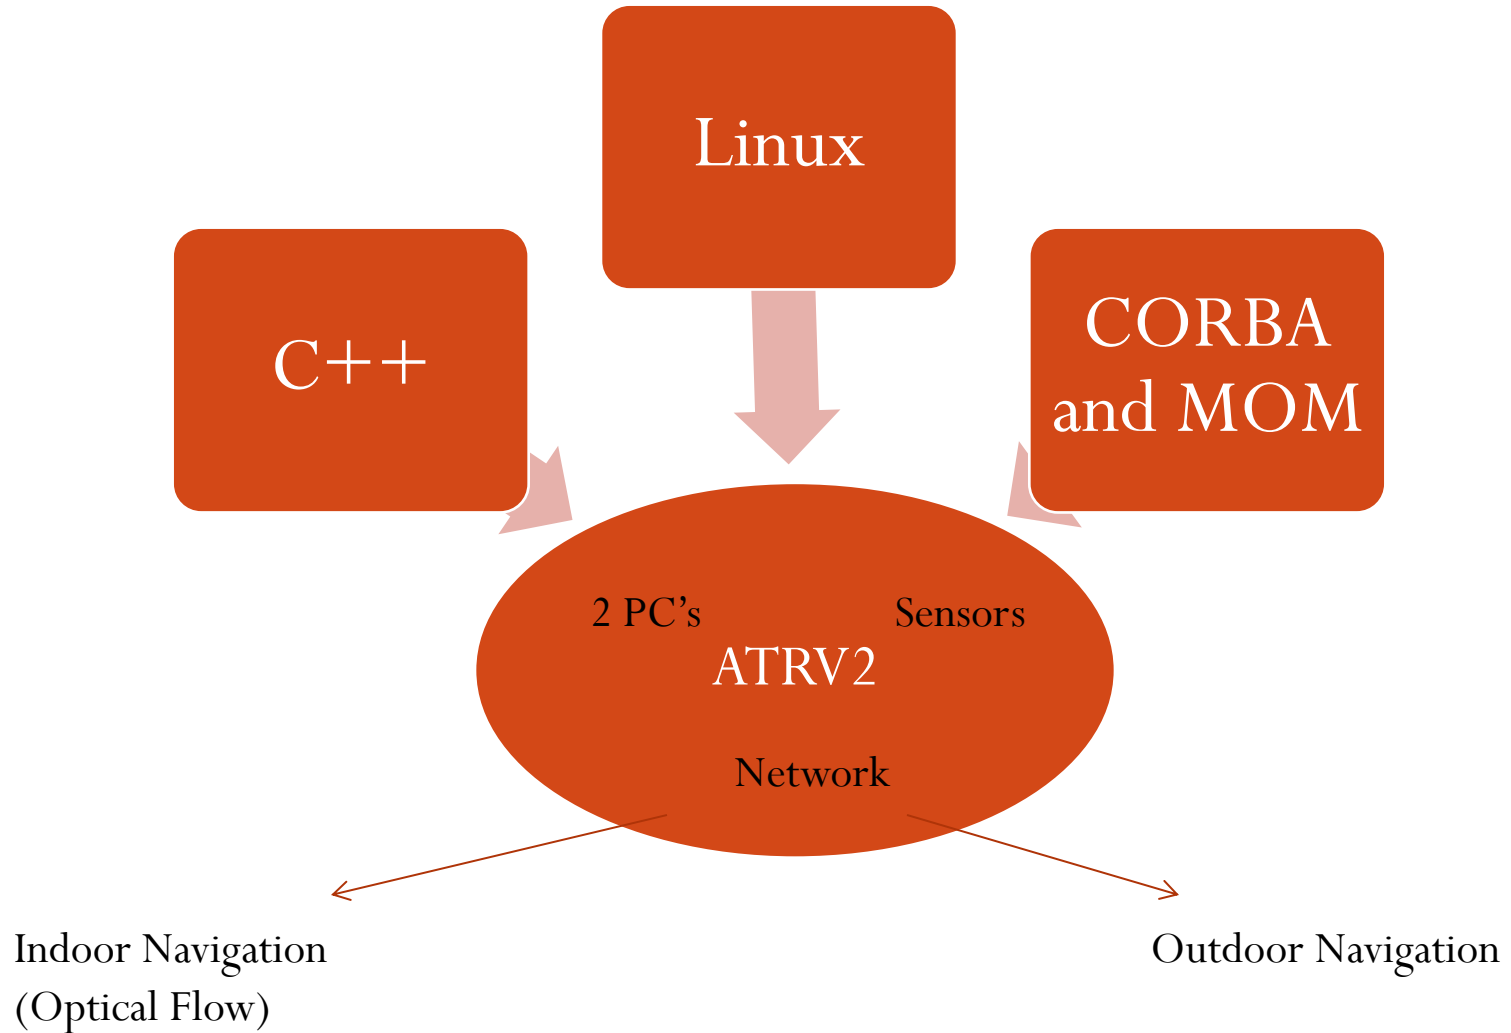 Linux
C++
CORBA
and MOM
2 PC’s
Sensors
ATRV2
Network
Indoor Navigation
(Optical Flow)
Outdoor Navigation